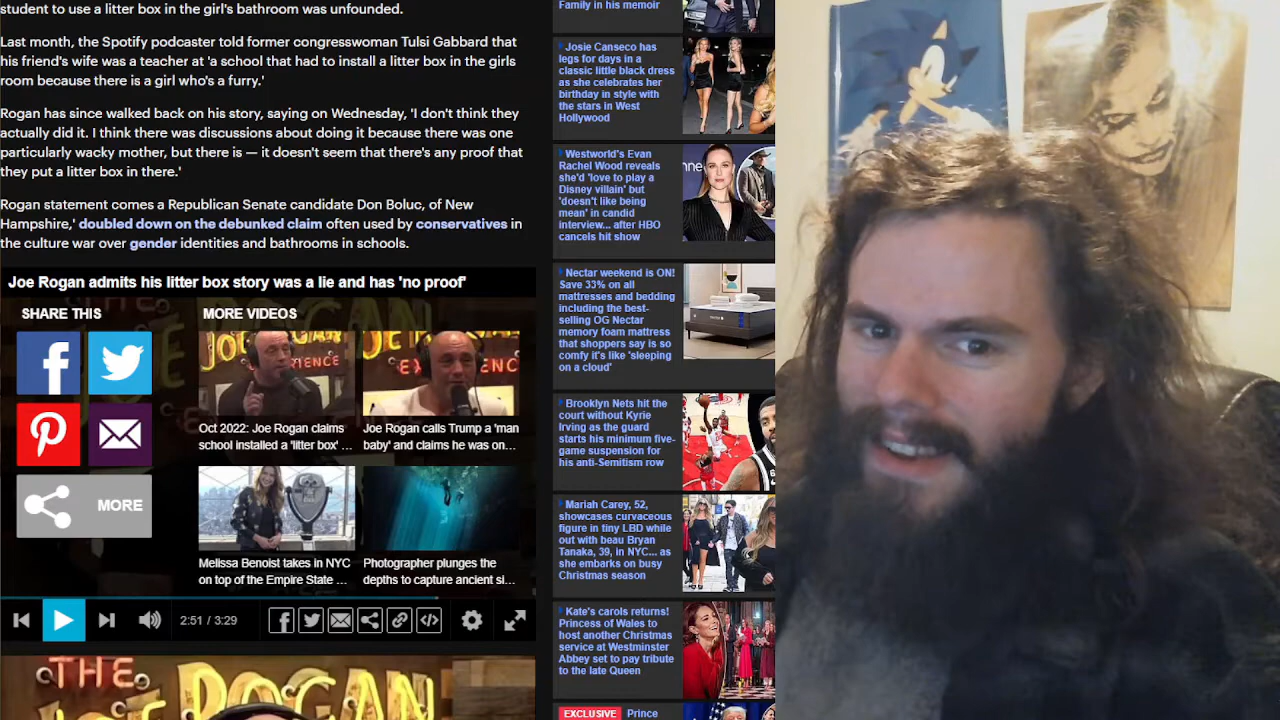 student to use a litter box in the girl's bathroom was unfounded.
Last month, the Spotify podcaster told former congresswoman Tulsi Gabbard that
his friend's wife was a teacher at 'a school that had to install a litter box in the girls
room because there is a girl who's a furry.'
Rogan has since walked back on his story, saying on Wednesday, 'I don't think they
actually did it. I think there was discussions about doing it because there was one
particularly wacky mother, but there is — it doesn't seem that there's any proof that
they put a litter box in there.'
Rogan statement comes a Republican Senate candidate Don Boluc, of New
Hampshire,' doubled down on the debunked claim often used by conservatives in
the culture war over gender identities and bathrooms in schools.
Joe Rogan admits his litter box story was a lie and has 'no proof'
SHARE THIS
MORE VIDEOS
Oct 2022: Joe Rogan claims
school installed a 'litter box' ...
Joe Rogan calls Trump a 'man
baby' and claims he was on...
MORE
Melissa Benoist takes in NYC
on top of the Empire State ...
Photographer plunges the
depths to capture ancient si...
2:51 / 3:29
THE
JOE ROGAN
Family in his memoir
Josie Canseco has
legs for days in a
classic little black dress
as she celebrates her
birthday in style with
the stars in West
Hollywood
Westworld's Evan
Rachel Wood reveals
she'd 'love to play a
Disney villain' but
'doesn't like being
mean' in candid
interview... after HBO
cancels hit show
Nectar weekend is ON!
Save 33% on all
mattresses and bedding
including the best-
selling OG Nectar
memory foam mattress
that shoppers say is so
comfy it's like 'sleeping
on a cloud'
Brooklyn Nets hit the
court without Kyrie
Irving as the guard
starts his minimum five-
game suspension for
his anti-Semitism row
Mariah Carey, 52,
showcases curvaceous
figure in tiny LBD while
out with beau Bryan
Tanaka, 39, in NYC... as
she embarks on busy
Christmas season
Kate's carols returns!
Princess of Wales to
host another Christmas
service at Westminster
Abbey set to pay tribute
to the late Queen
EXCLUSIVE Prince